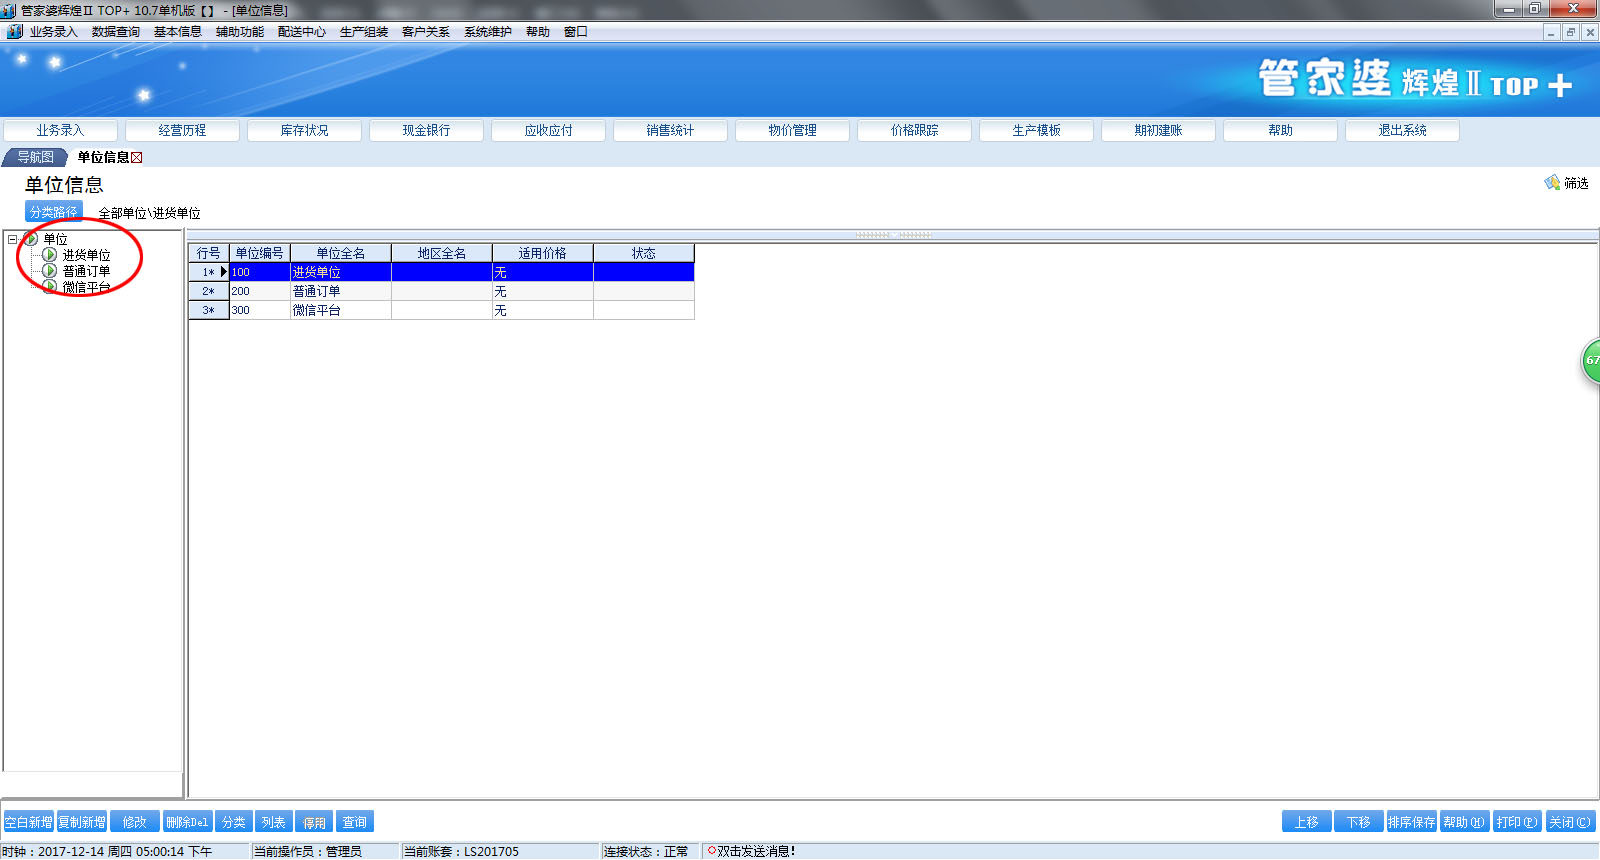 管家婆辉煌Ⅱ TOP+ 10.7单机版【 】 - [单位信息]
业务录入 数据查询 基本信息 辅助功能 配送中心 生产组装 客户关系 系统维护 帮助 窗口
管家婆 辉煌Ⅱ TOP +
业务录入 经营历程 库存状况 现金银行 应收应付 销售统计 物价管理 价格跟踪 生产模板 期初建账 帮助 退出系统
导航图 单位信息
单位信息
筛选
分类路径 全部单位\进货单位
单位
进货单位
普通订单
微信平台
行号 单位编号 单位全名 地区全名 适用价格 状态
1* 100 进货单位 无
2* 200 普通订单 无
3* 300 微信平台 无
67
空白新增 复制新增 修改 删除Del 分类 列表 停用 查询 上移 下移 排序保存 帮助(H) 打印(P) 关闭(C)
时钟：2017-12-14 周四 05:00:14 下午 当前操作员：管理员 当前账套：LS201705 连接状态：正常 双击发送消息!